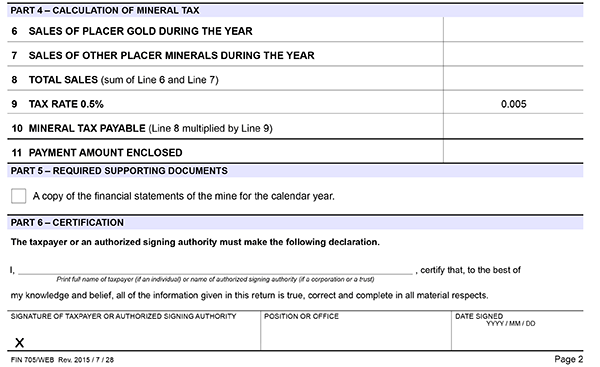 PART 4 – CALCULATION OF MINERAL TAX
6 SALES OF PLACER GOLD DURING THE YEAR
7 SALES OF OTHER PLACER MINERALS DURING THE YEAR
8 TOTAL SALES (sum of Line 6 and Line 7)
9 TAX RATE 0.5% 0.005
10 MINERAL TAX PAYABLE (Line 8 multiplied by Line 9)
11 PAYMENT AMOUNT ENCLOSED
PART 5 – REQUIRED SUPPORTING DOCUMENTS
A copy of the financial statements of the mine for the calendar year.
PART 6 – CERTIFICATION
The taxpayer or an authorized signing authority must make the following declaration.
I, , certify that, to the best of
Print full name of taxpayer (if an individual) or name of authorized signing authority (if a corporation or a trust)
my knowledge and belief, all of the information given in this return is true, correct and complete in all material respects.
SIGNATURE OF TAXPAYER OR AUTHORIZED SIGNING AUTHORITY POSITION OR OFFICE DATE SIGNED
YYYY / MM / DD
X
FIN 705/WEB Rev. 2015 / 7 / 28 Page 2